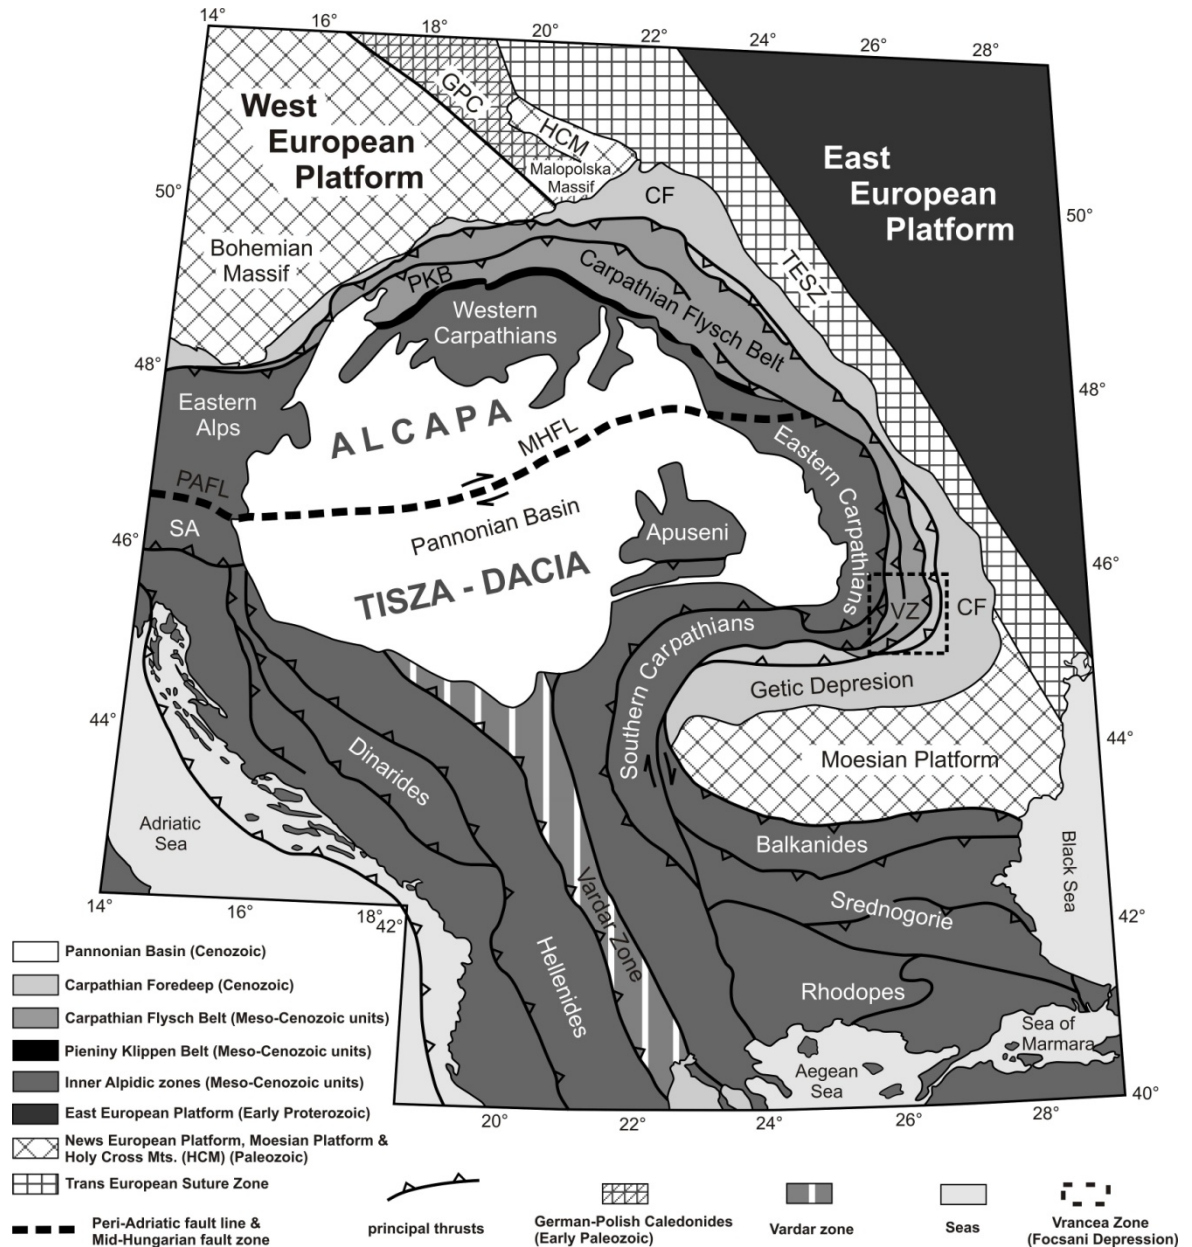 14°
16°
18°
20°
22°
24°
26°
28°
West
European
Platform
GPC
HCM
Malopolska
Massif
CF
East
European
Platform
50°
50°
Bohemian
Massif
TESZ
PKB
Carpathian Flysch Belt
Western
Carpathians
48°
48°
Eastern
Alps
ALCAPA
MHFL
Eastern Carpathians
PAFL
SA
Pannonian Basin
Apuseni
46°
46°
TISZA - DACIA
VZ
CF
Southern Carpathians
Getic Depresion
44°
44°
Moesian Platform
Dinarides
Adriatic
Sea
Balkanides
Black Sea
Vardar Zone
Srednogorie
14°
16°
18°
42°
42°
Hellenides
Rhodopes
Sea of
Marmara
Aegean
Sea
40°
20°
22°
24°
26°
28°
Pannonian Basin (Cenozoic)
Carpathian Foredeep (Cenozoic)
Carpathian Flysch Belt (Meso-Cenozoic units)
Pieniny Klippen Belt (Meso-Cenozoic units)
Inner Alpidic zones (Meso-Cenozoic units)
East European Platform (Early Proterozoic)
News European Platform, Moesian Platform &
Holy Cross Mts. (HCM) (Paleozoic)
Trans European Suture Zone
Peri-Adriatic fault line &
Mid-Hungarian fault zone
principal thrusts
German-Polish Caledonides
(Early Paleozoic)
Vardar zone
Seas
Vrancea Zone
(Focsani Depression)